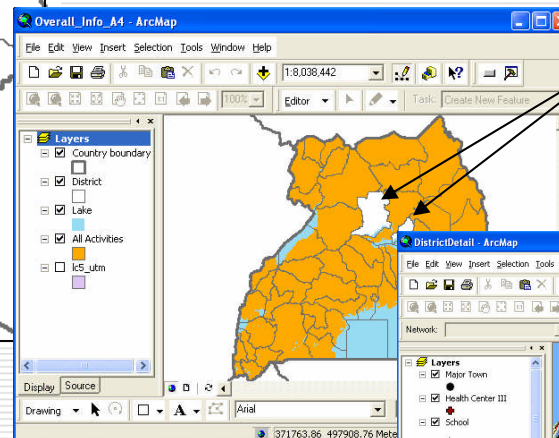 Overall_Info_A4 - ArcMap
File Edit View Insert Selection Tools Window Help
1:8,038,442
100% Editor Task: Create New Feature
Layers
Country boundary
District
Lake
All Activities
lc5_utm
Display Source
Drawing A Arial
371763.86 497908.76 Mete
DistrictDetail - ArcMap
File Edit View Insert Selection Tools
Network:
Layers
Major Town
Health Center III
School